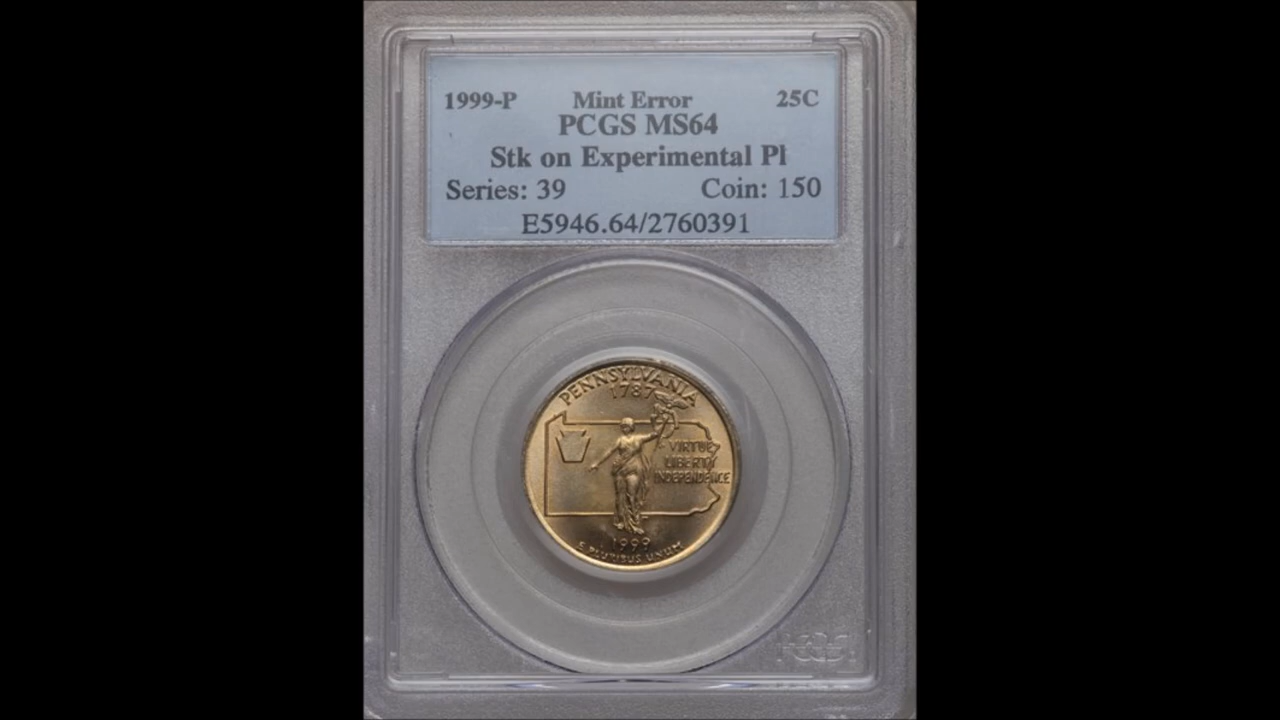 1999-P Mint Error 25C
PCGS MS64
Stk on Experimental Pl
Series: 39 Coin: 150
E5946.64/2760391
PENNSYLVANIA
1787
VIRTUE
LIBERTY
INDEPENDENCE
1999
E PLURIBUS UNUM
PCGS